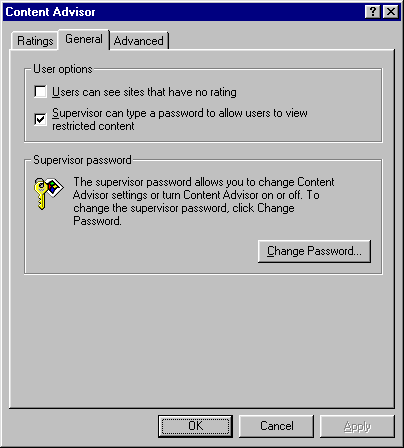 Content Advisor
Ratings General Advanced
User options
Users can see sites that have no rating
Supervisor can type a password to allow users to view
restricted content
Supervisor password
The supervisor password allows you to change Content
Advisor settings or turn Content Advisor on or off. To
change the supervisor password, click Change
Password.
Change Password...
OK Cancel Apply